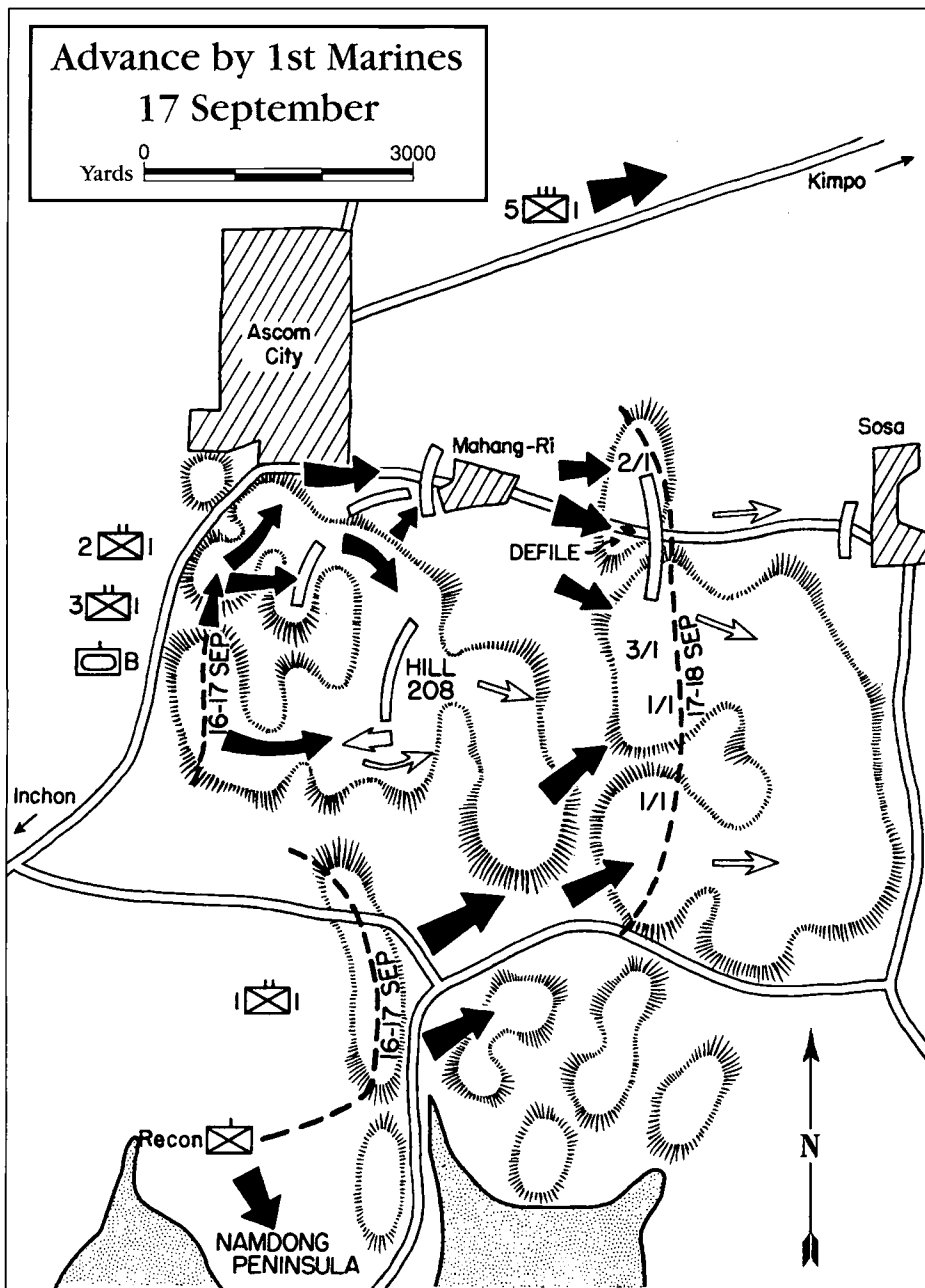 Advance by 1st Marines
17 September
0 3000
Yards
Kimpo
5 1
Ascom
City
Sosa
Mahang-Ri
2/1
2 1
DEFILE
3 1
B
16-17 SEP
HILL
208
3/1
17-18 SEP
1/1
1/1
Inchon
16-17 SEP
1 1
Recon
N
NAMDONG
PENINSULA